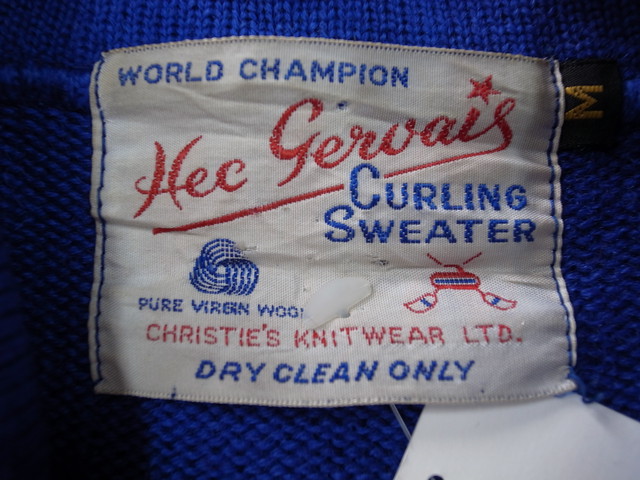 WORLD CHAMPION
Hec Gervais
CURLING
SWEATER
PURE VIRGIN WOOL
CHRISTIE'S KNITWEAR LTD.
DRY CLEAN ONLY
M